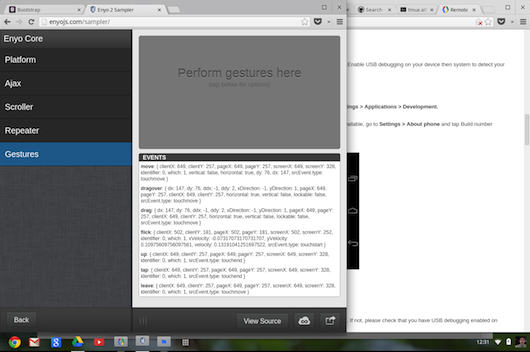 Bootstrap
Enyo 2 Sampler
Search
tmux.all
Remote
enyojs.com/sampler/
Enyo Core
Platform
Ajax
Scroller
Repeater
Gestures
Back
Perform gestures here
(tap below for options)
EVENTS
move: { clientX: 649, clientY: 257, pageX: 649, pageY: 257, screenX: 649, screenY: 328,
identifier: 0, which: 1, vertical: false, horizontal: true, dy: 76, dx: 147, srcEvent.type:
touchmove }
dragover: { dx: 147, dy: 76, ddx: -1, ddy: 2, xDirection: -1, yDirection: 1, pageX: 649,
pageY: 257, clientX: 649, clientY: 257, horizontal: true, vertical: false, lockable: false,
srcEvent.type: touchmove }
drag: { dx: 147, dy: 76, ddx: -1, ddy: 2, xDirection: -1, yDirection: 1, pageX: 649, pageY:
257, clientX: 649, clientY: 257, horizontal: true, vertical: false, lockable: false,
srcEvent.type: touchmove }
flick: { clientX: 502, clientY: 181, pageX: 502, pageY: 181, screenX: 502, screenY: 252,
identifier: 0, which: 1, xVelocity: -0.0731707317073170, yVelocity:
srcEvent.type: touchstart }
up: { clientX: 649, clientY: 257, pageX: 649, pageY: 257, screenX: 649, screenY: 328,
identifier: 0, which: 1, srcEvent.type: touchend }
tap: { clientX: 649, clientY: 257, pageX: 649, pageY: 257, screenX: 649, screenY: 328,
identifier: 0, which: 1, srcEvent.type: touchend }
leave: { clientX: 649, clientY: 257, pageX: 649, pageY: 257, screenX: 649, screenY: 328,
identifier: 0, which: 1, srcEvent.type: touchmove }
View Source
Enable USB debugging on your device then system to detect your
ngs > Applications > Development.
ailable, go to Settings > About phone and tap Build number
If not, please check that you have USB debugging enabled on
12:31